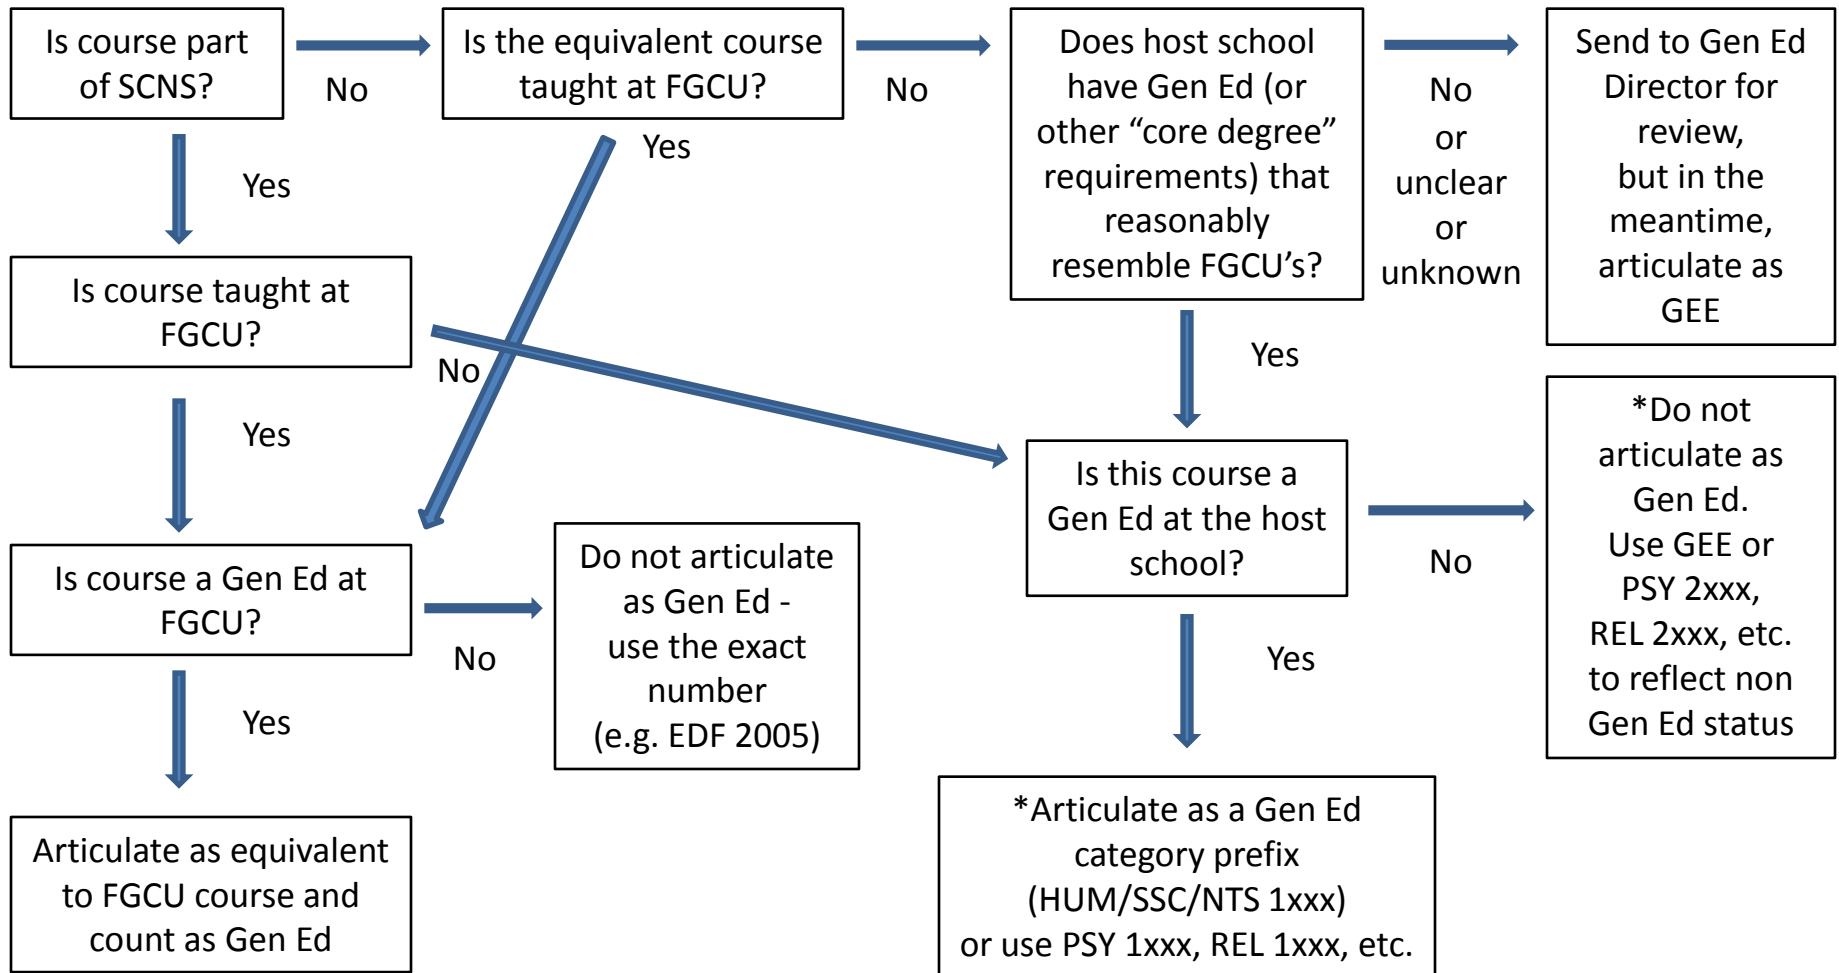 Is course part
of SCNS?
No
Is the equivalent course
taught at FGCU?
No
Does host school
have Gen Ed (or
other “core degree”
requirements) that
reasonably
resemble FGCU’s?
No
or
unclear
or
unknown
Send to Gen Ed
Director for
review,
but in the
meantime,
articulate as
GEE
Yes
Yes
Is course taught at
FGCU?
No
Yes
Yes
Is this course a
Gen Ed at the host
school?
No
*Do not
articulate as
Gen Ed.
Use GEE or
PSY 2xxx,
REL 2xxx, etc.
to reflect non
Gen Ed status
Is course a Gen Ed at
FGCU?
No
Do not articulate
as Gen Ed -
use the exact
number
(e.g. EDF 2005)
Yes
Yes
Articulate as equivalent
to FGCU course and
count as Gen Ed
*Articulate as a Gen Ed
category prefix
(HUM/SSC/NTS 1xxx)
or use PSY 1xxx, REL 1xxx, etc.